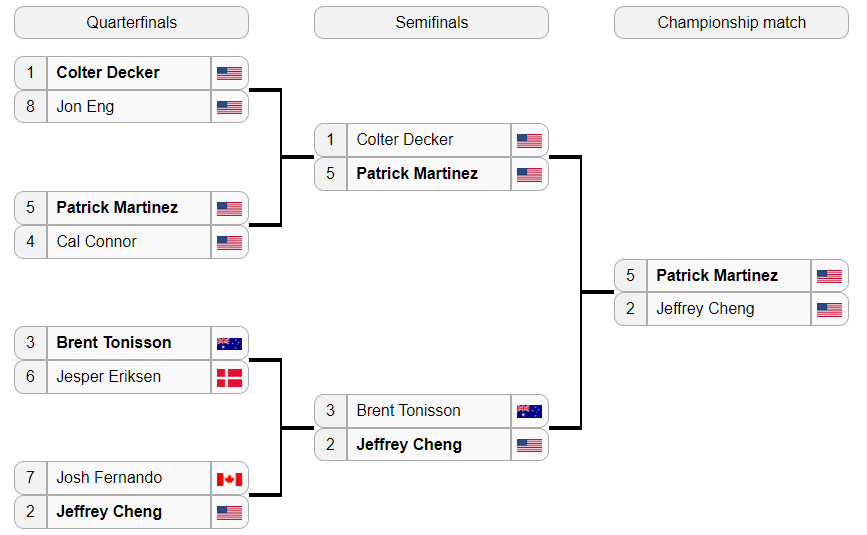 Quarterfinals
Semifinals
Championship match
1 Colter Decker
8 Jon Eng
5 Patrick Martinez
4 Cal Connor
3 Brent Tonisson
6 Jesper Eriksen
7 Josh Fernando
2 Jeffrey Cheng
1 Colter Decker
5 Patrick Martinez
3 Brent Tonisson
2 Jeffrey Cheng
5 Patrick Martinez
2 Jeffrey Cheng